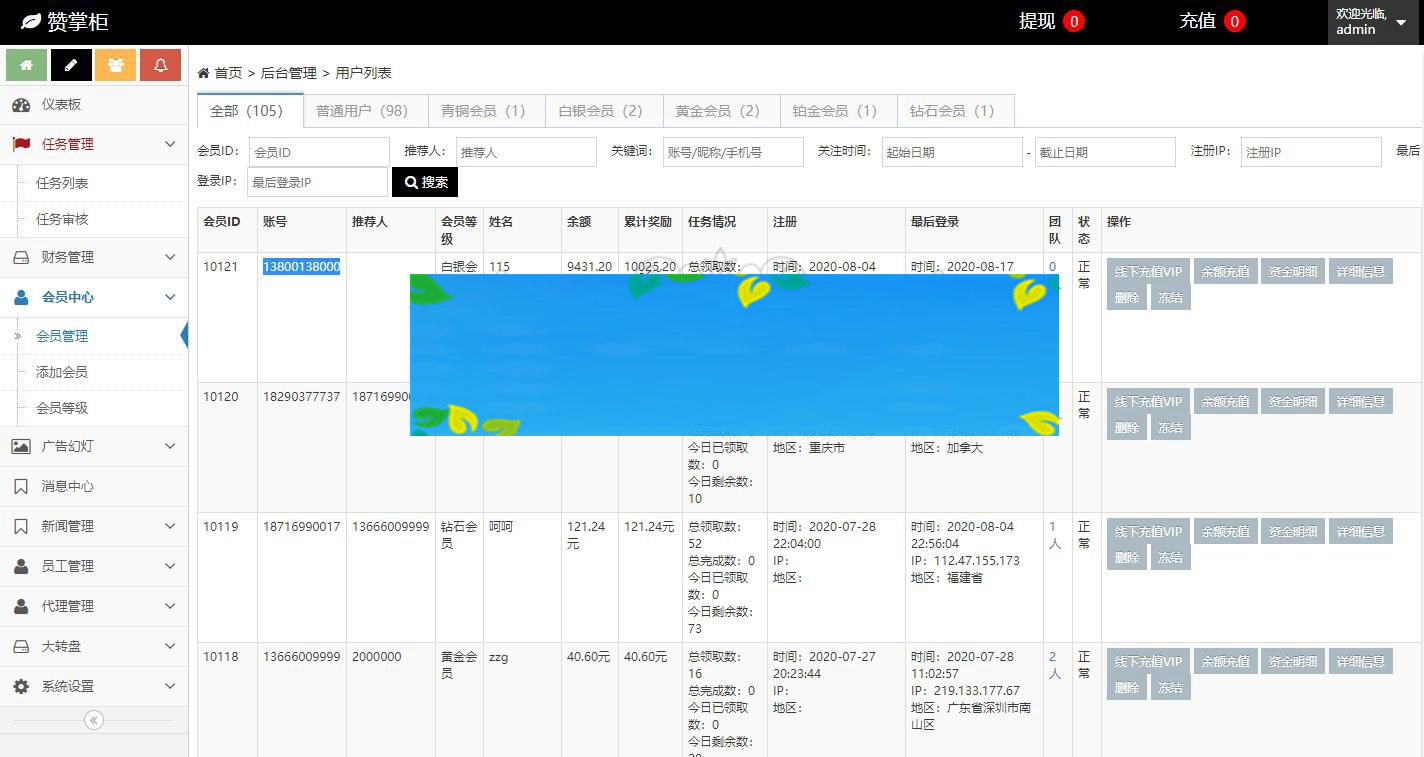 赞掌柜
提现 0
充值 0
欢迎光临,
admin
首页 > 后台管理 > 用户列表
仪表板
任务管理
任务列表
任务审核
财务管理
会员中心
会员管理
添加会员
会员等级
广告幻灯
消息中心
新闻管理
员工管理
代理管理
大转盘
系统设置
全部（105） 普通用户（98） 青铜会员（1） 白银会员（2） 黄金会员（2） 铂金会员（1） 钻石会员（1）
会员ID： 会员ID 推荐人： 推荐人 关键词： 账号/昵称/手机号 关注时间： 起始日期 - 截止日期 注册IP： 注册IP 最后
登录IP： 最后登录IP 搜索
会员ID 账号 推荐人 会员等级 姓名 余额 累计奖励 任务情况 注册 最后登录 团队 状态 操作
10121 13800138000 白银会 115 9431.20 10025.20 总领取数： 时间：2020-08-04 时间：2020-08-17 0 正常
线下充值VIP 余额充值 资金明细 详细信息
删除 冻结
10120 18290377737 正常
今日已领取
数：0
今日剩余数：
10
地区：重庆市
地区：加拿大
线下充值VIP 余额充值 资金明细 详细信息
删除 冻结
10119 18716990017 13666009999 钻石会员 呵呵 121.24元 121.24元
总领取数：
52
总完成数：0
今日已领取
数：0
今日剩余数：
73
时间：2020-07-28
22:04:00
IP：
地区：
时间：2020-08-04
22:56:04
IP：112.47.155.173
地区：福建省
1人 正常
线下充值VIP 余额充值 资金明细 详细信息
删除 冻结
10118 13666009999 2000000 黄金会员 zzg 40.60元 40.60元
总领取数：
16
总完成数：0
今日已领取
数：0
今日剩余数：
时间：2020-07-27
20:23:44
IP：
地区：
时间：2020-07-28
11:02:57
IP：219.133.177.67
地区：广东省深圳市南
山区
2人 正常
线下充值VIP 余额充值 资金明细 详细信息
删除 冻结